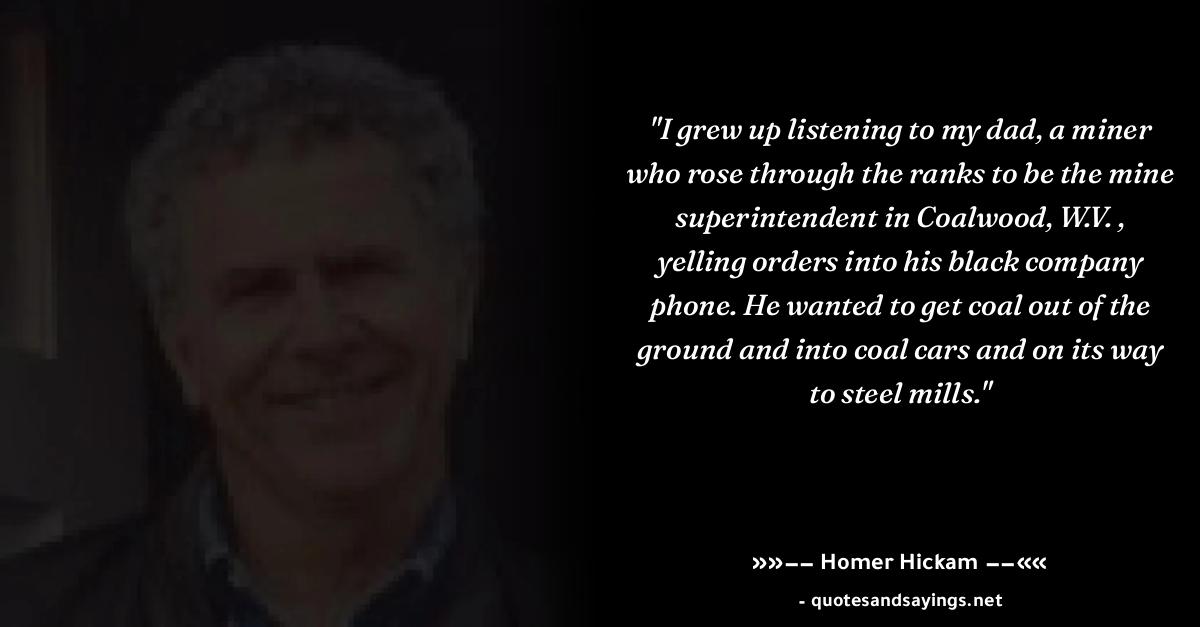 "I grew up listening to my dad, a miner
who rose through the ranks to be the mine
superintendent in Coalwood, W.V. ,
yelling orders into his black company
phone. He wanted to get coal out of the
ground and into coal cars and on its way
to steel mills."
»»−− Homer Hickam −−««
- quotesandsayings.net